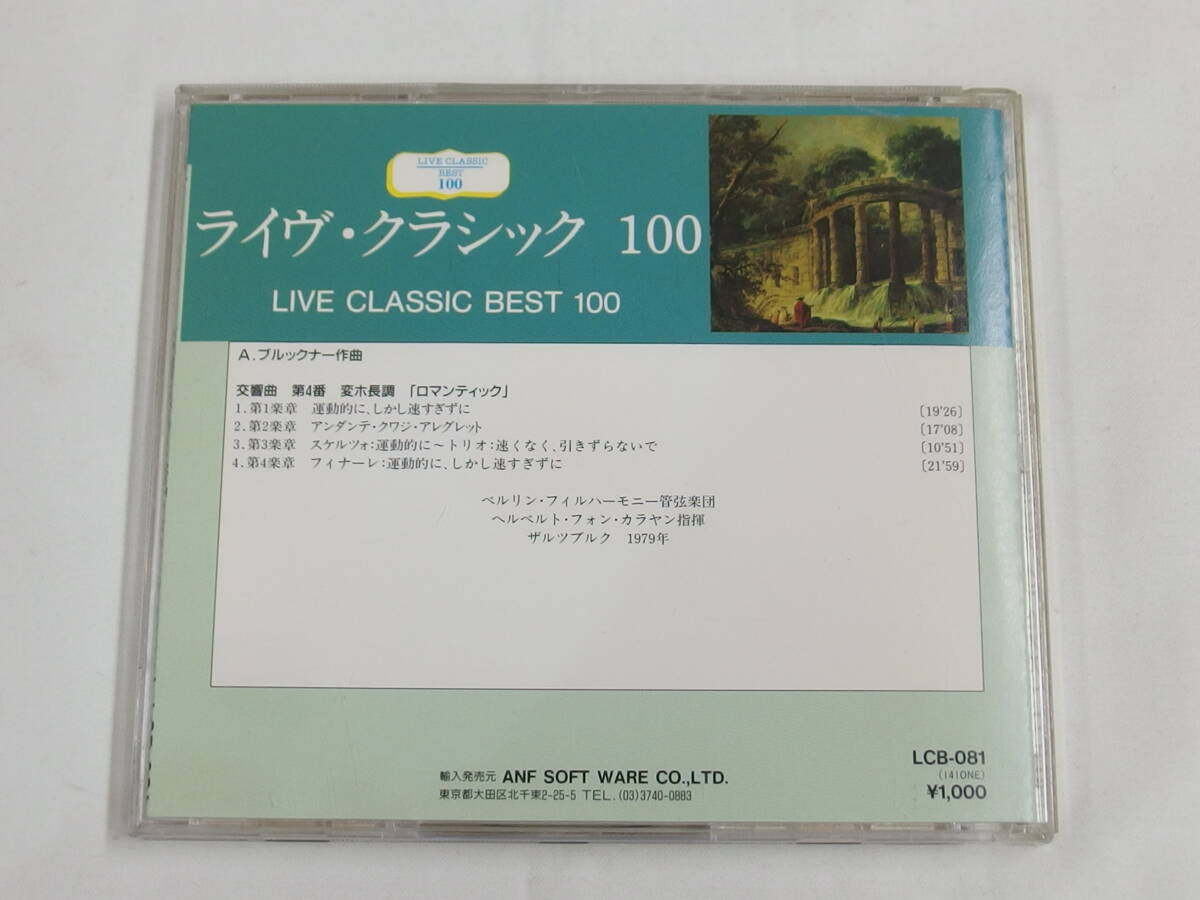 LIVE CLASSIC
BEST
100
ライヴ・クラシック 100
LIVE CLASSIC BEST 100
A.ブルックナー作曲
交響曲 第4番 変ホ長調 「ロマンティック」
1.第1楽章 運動的に、しかし速すぎずに 〔19'26〕
2.第2楽章 アンダンテ・クワジ・アレグレット 〔17'08〕
3.第3楽章 スケルツォ:運動的に～トリオ:速くなく、引きずらないで 〔10'51〕
4.第4楽章 フィナーレ:運動的に、しかし速すぎずに 〔21'59〕
ベルリン・フィルハーモニー管弦楽団
ヘルベルト・フォン・カラヤン指揮
ザルツブルク 1979年
輸入発売元 ANF SOFT WARE CO.,LTD.
東京都大田区北千束2-25-5 TEL.(03)3740-0883
LCB-081
(141ONE)
¥1,000